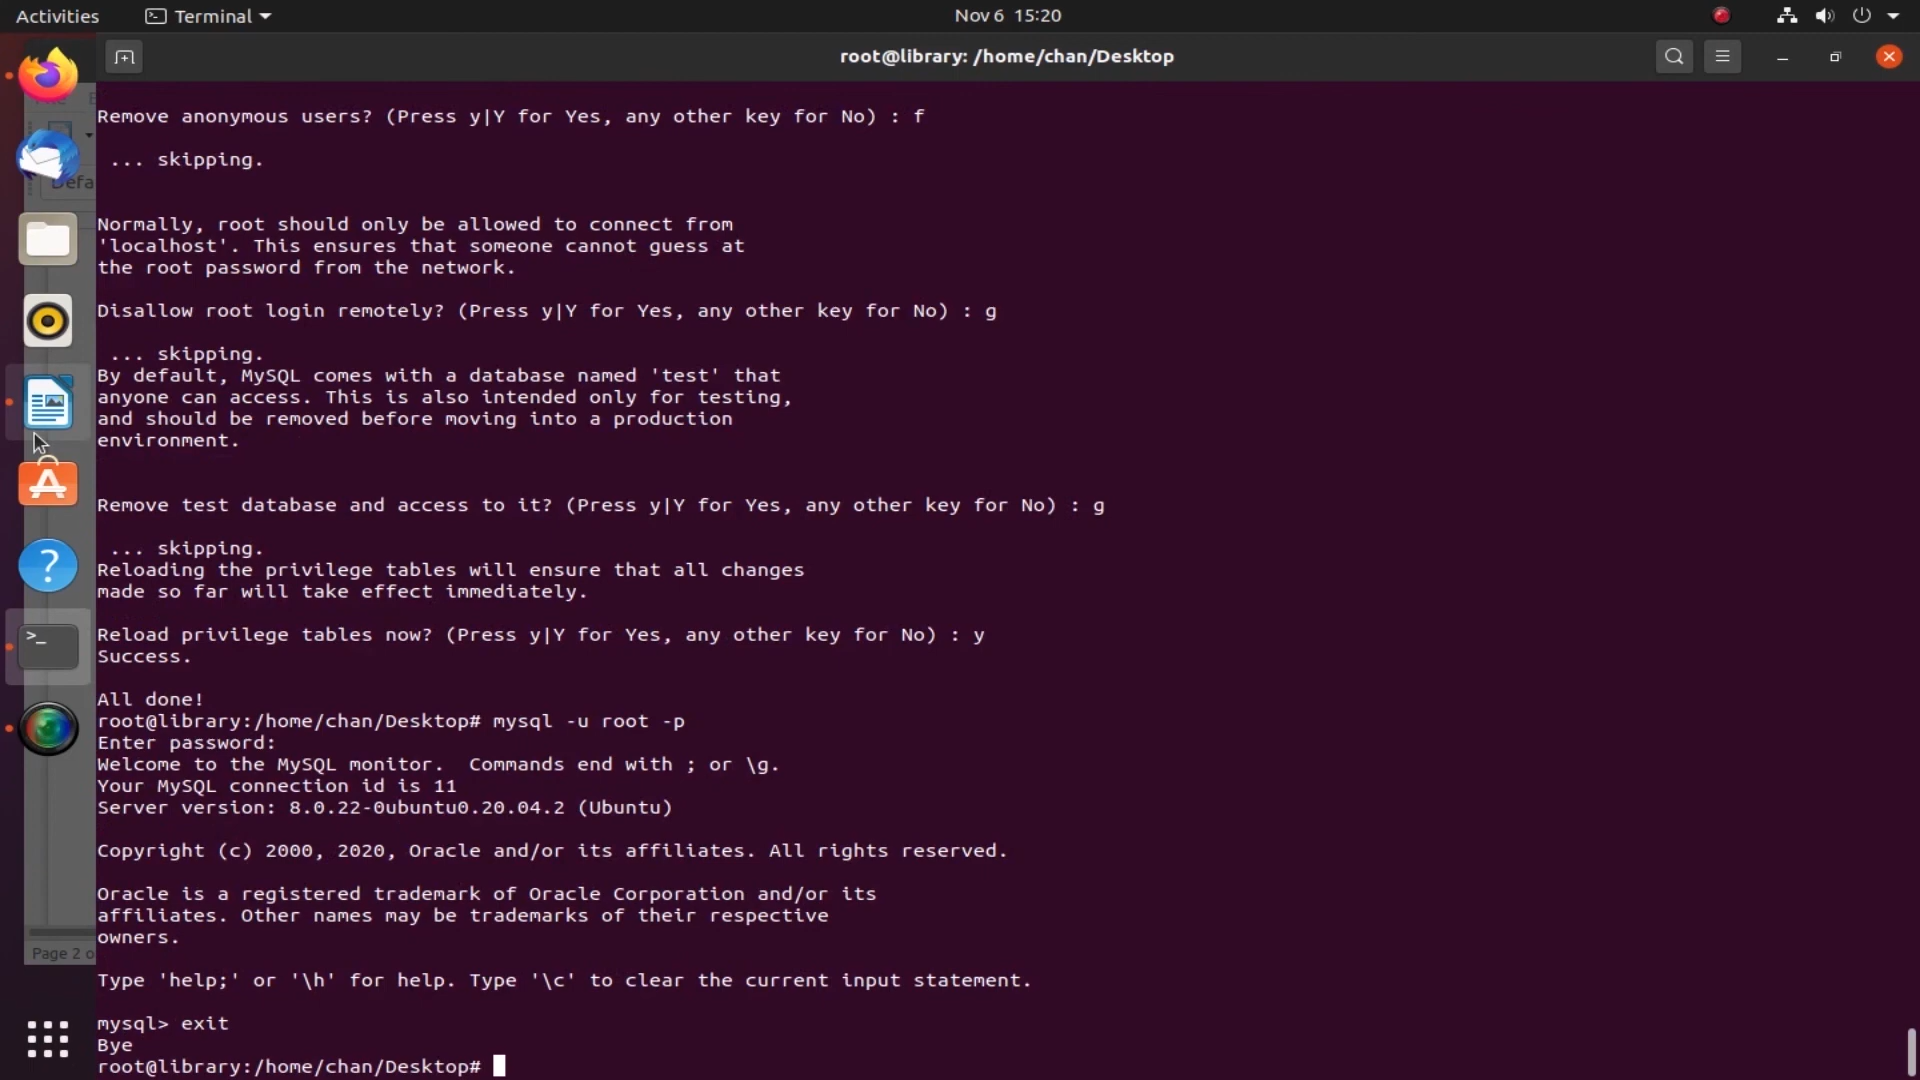 Activities
Terminal
Nov 6 15:20
root@library: /home/chan/Desktop
Remove anonymous users? (Press y|Y for Yes, any other key for No) : f
... skipping.
Normally, root should only be allowed to connect from
'localhost'. This ensures that someone cannot guess at
the root password from the network.
Disallow root login remotely? (Press y|Y for Yes, any other key for No) : g
... skipping.
By default, MySQL comes with a database named 'test' that
anyone can access. This is also intended only for testing,
and should be removed before moving into a production
environment.
Remove test database and access to it? (Press y|Y for Yes, any other key for No) : g
... skipping.
Reloading the privilege tables will ensure that all changes
made so far will take effect immediately.
Reload privilege tables now? (Press y|Y for Yes, any other key for No) : y
Success.
All done!
root@library:/home/chan/Desktop# mysql -u root -p
Enter password:
Welcome to the MySQL monitor.  Commands end with ; or \g.
Your MySQL connection id is 11
Server version: 8.0.22-0ubuntu0.20.04.2 (Ubuntu)
Copyright (c) 2000, 2020, Oracle and/or its affiliates. All rights reserved.
Oracle is a registered trademark of Oracle Corporation and/or its
affiliates. Other names may be trademarks of their respective
owners.
Type 'help;' or '\h' for help. Type '\c' to clear the current input statement.
mysql> exit
Bye
root@library:/home/chan/Desktop#
Defa
Page 2 o